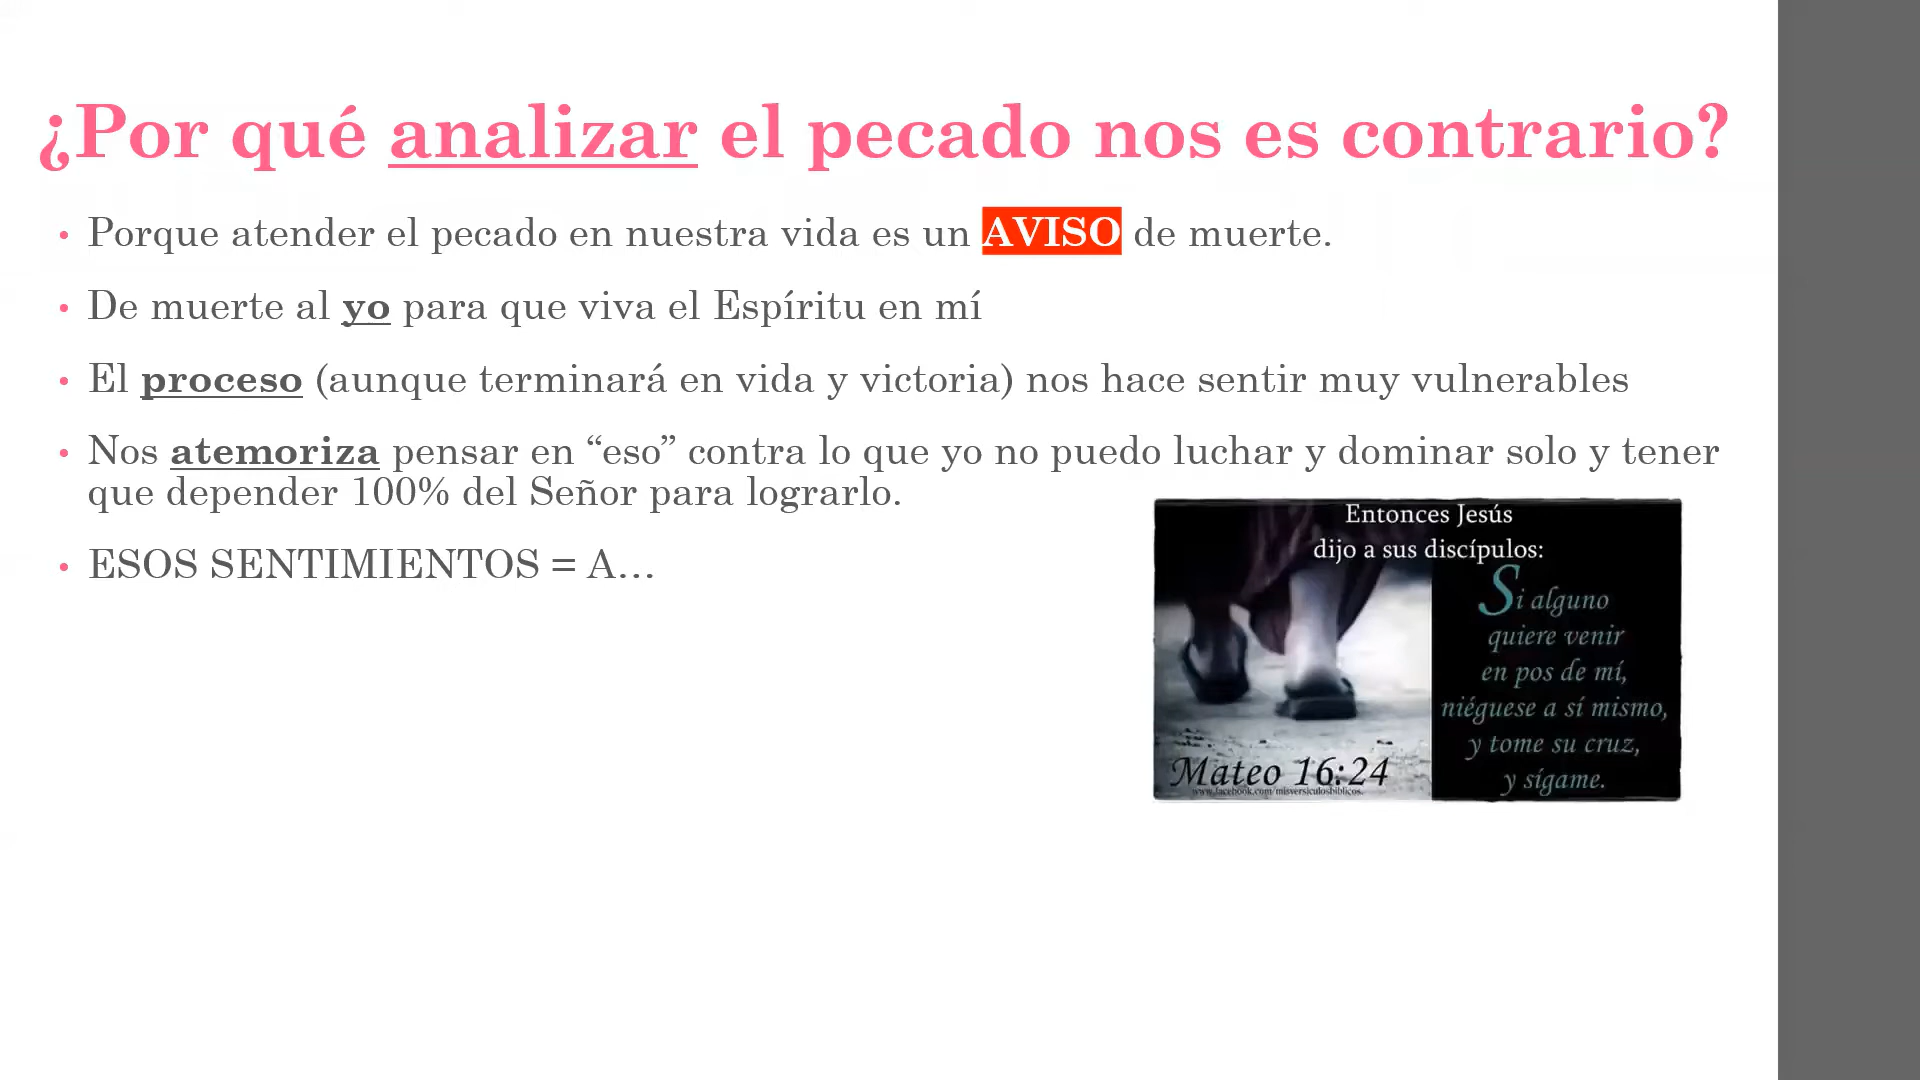 ¿Por qué analizar el pecado nos es contrario?
• Porque atender el pecado en nuestra vida es un AVISO de muerte.
• De muerte al yo para que viva el Espíritu en mí
• El proceso (aunque terminará en vida y victoria) nos hace sentir muy vulnerables
• Nos atemoriza pensar en “eso” contra lo que yo no puedo luchar y dominar solo y tener
que depender 100% del Señor para lograrlo.
• ESOS SENTIMIENTOS = A…
Entonces Jesús
dijo a sus discípulos:
Si alguno
quiere venir
en pos de mí,
niéguese a sí mismo,
y tome su cruz,
y sígame.
Mateo 16:24
www.facebook.com/misversiculosbiblicos.